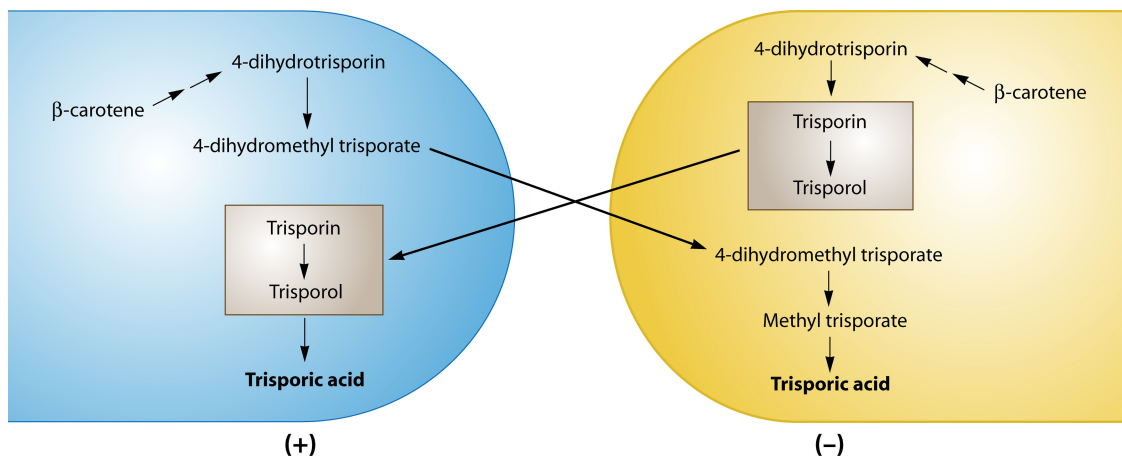 4-dihydrotrisporin
β-carotene
4-dihydromethyl trisporate
Trisporin
Trisporol
Trisporic acid
(+)
4-dihydrotrisporin
β-carotene
Trisporin
Trisporol
4-dihydromethyl trisporate
Methyl trisporate
Trisporic acid
(–)